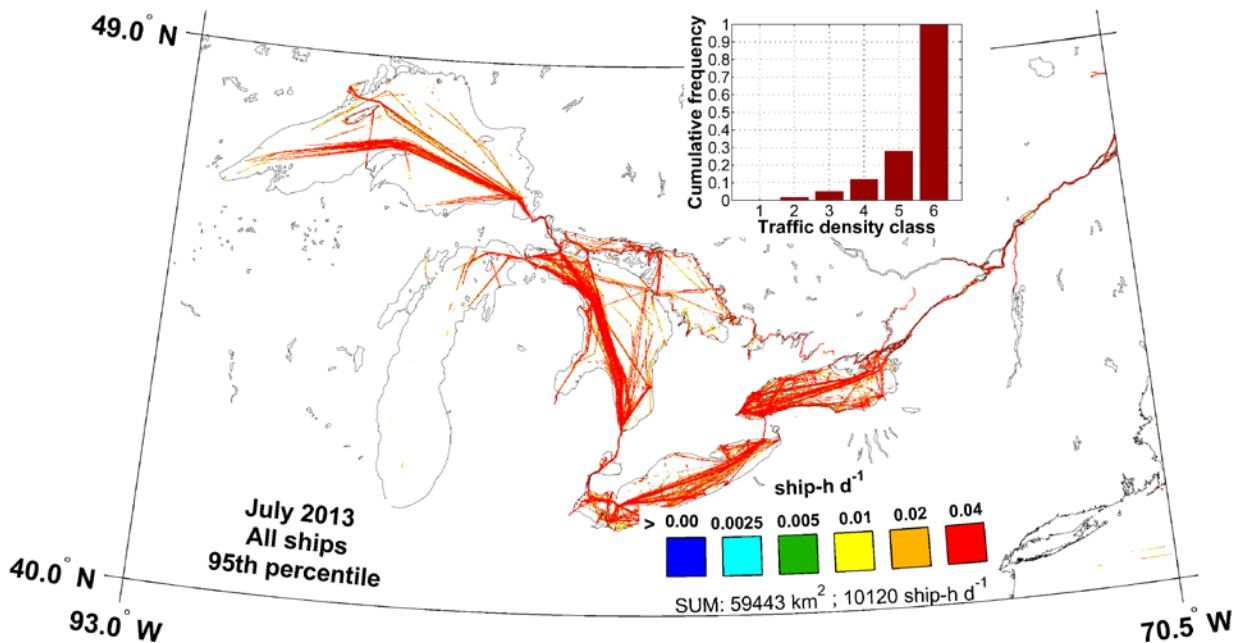 49.0° N
1
0.9
0.8
0.7
0.6
0.5
0.4
0.3
0.2
0.1
0
Cumulative frequency
1 2 3 4 5 6
Traffic density class
July 2013
All ships
95th percentile
ship-h d⁻¹
> 0.00 0.0025 0.005 0.01 0.02 0.04
SUM: 59443 km² ; 10120 ship-h d⁻¹
40.0° N
93.0° W
70.5° W